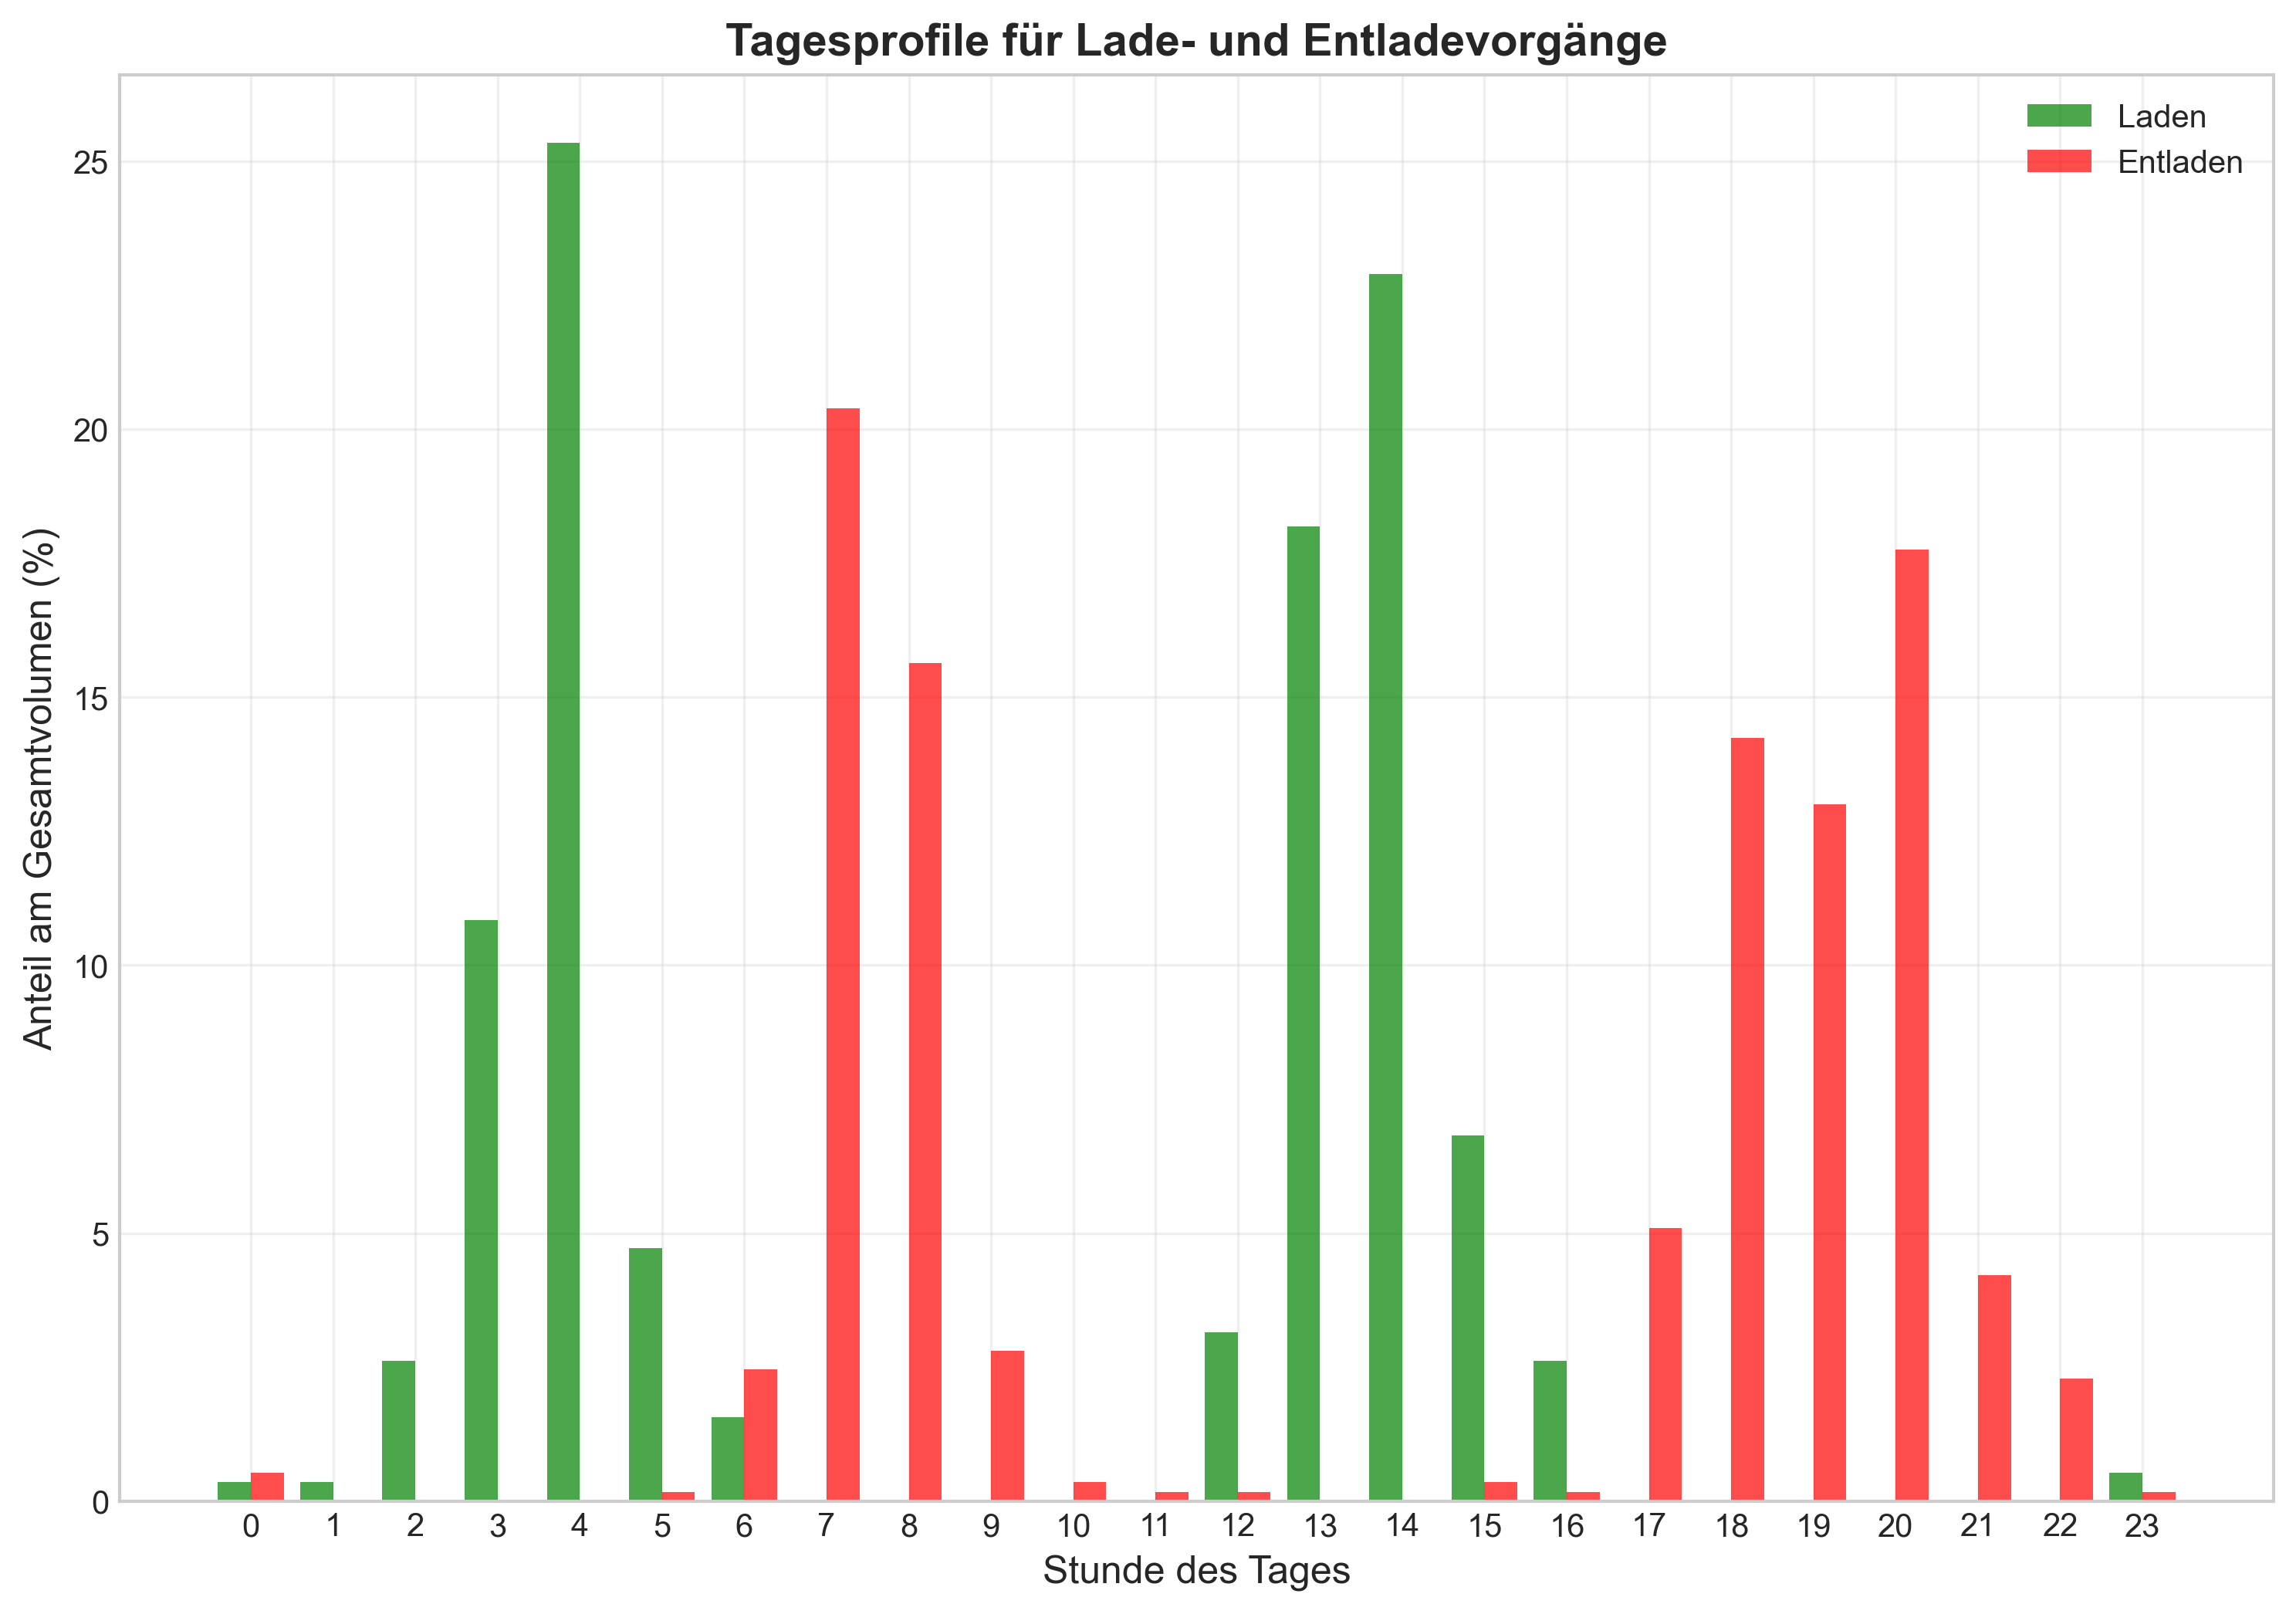 Tagesprofile für Lade- und Entladevorgänge
Laden
Entladen
Anteil am Gesamtvolumen (%)
25
20
15
10
5
0
0 1 2 3 4 5 6 7 8 9 10 11 12 13 14 15 16 17 18 19 20 21 22 23
Stunde des Tages